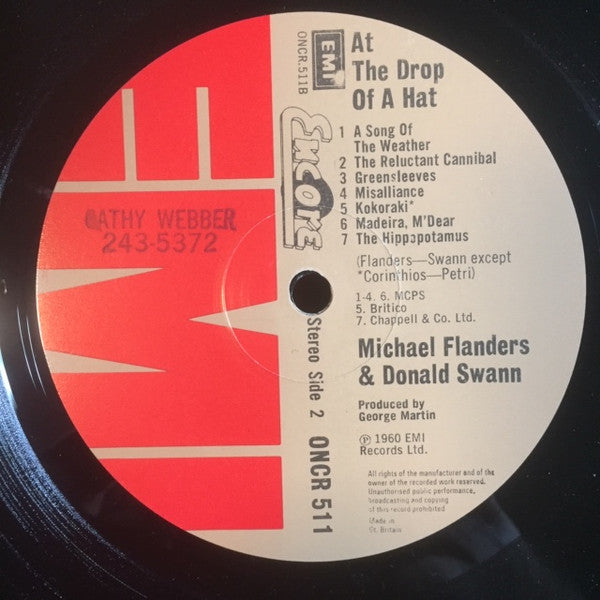 At
The Drop
Of A Hat
EMI
ONCR.511B
Encore
EMI
CATHY WEBBER
243-5372
1 A Song Of
The Weather
2 The Reluctant Cannibal
3 Greensleeves
4 Misalliance
5 Kokoraki*
6 Madeira, M'Dear
7 The Hippopotamus
(Flanders—Swann except
*Corinthios—Petri)
1-4. 6. MCPS
5. Britico
7. Chappell & Co. Ltd.
Michael Flanders
& Donald Swann
Produced by
George Martin
℗ 1960 EMI
Records Ltd.
Stereo Side 2 ONCR 511
All rights of the manufacturer and of the
owner of the recorded work reserved.
Unauthorised public performance,
broadcasting and copying
of this record prohibited
Made in
Gt. Britain